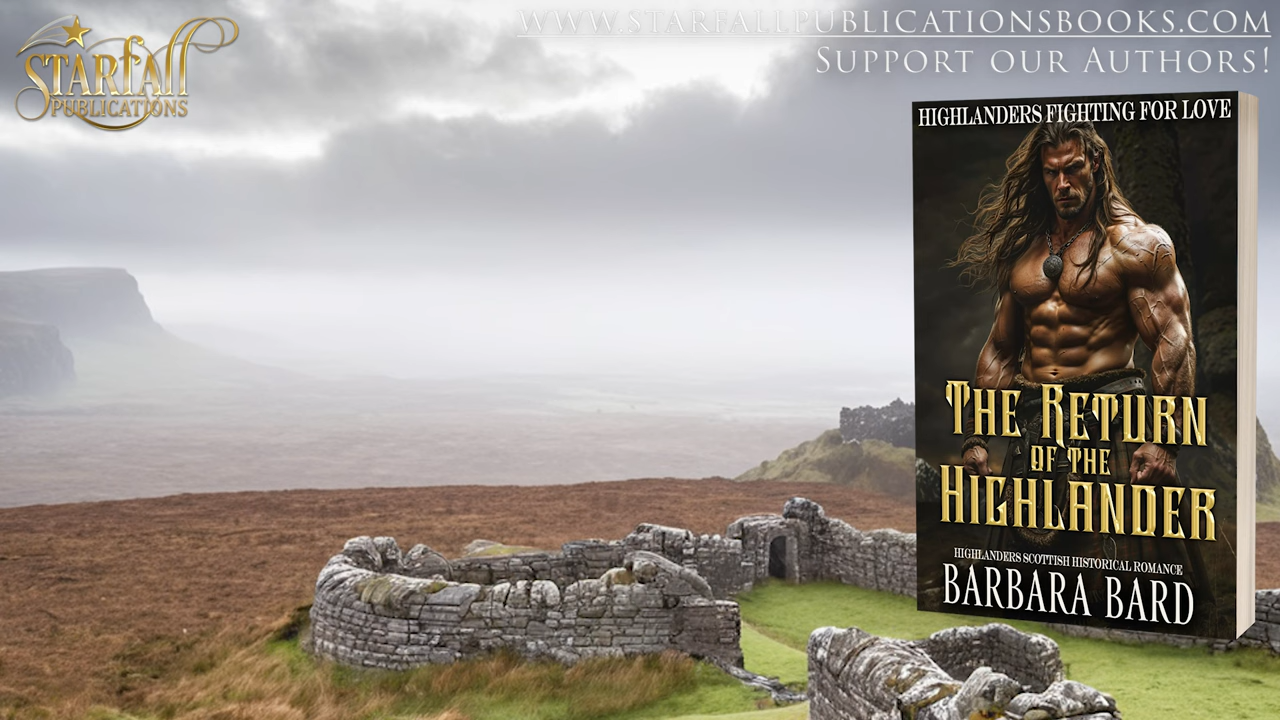 STARfall
PUBLICATIONS
WWW.STARFALLPUBLICATIONSBOOKS.COM
SUPPORT OUR AUTHORS!
HIGHLANDERS FIGHTING FOR LOVE
THE RETURN
OF THE
HIGHLANDER
HIGHLANDERS SCOTTISH HISTORICAL ROMANCE
BARBARA BARD